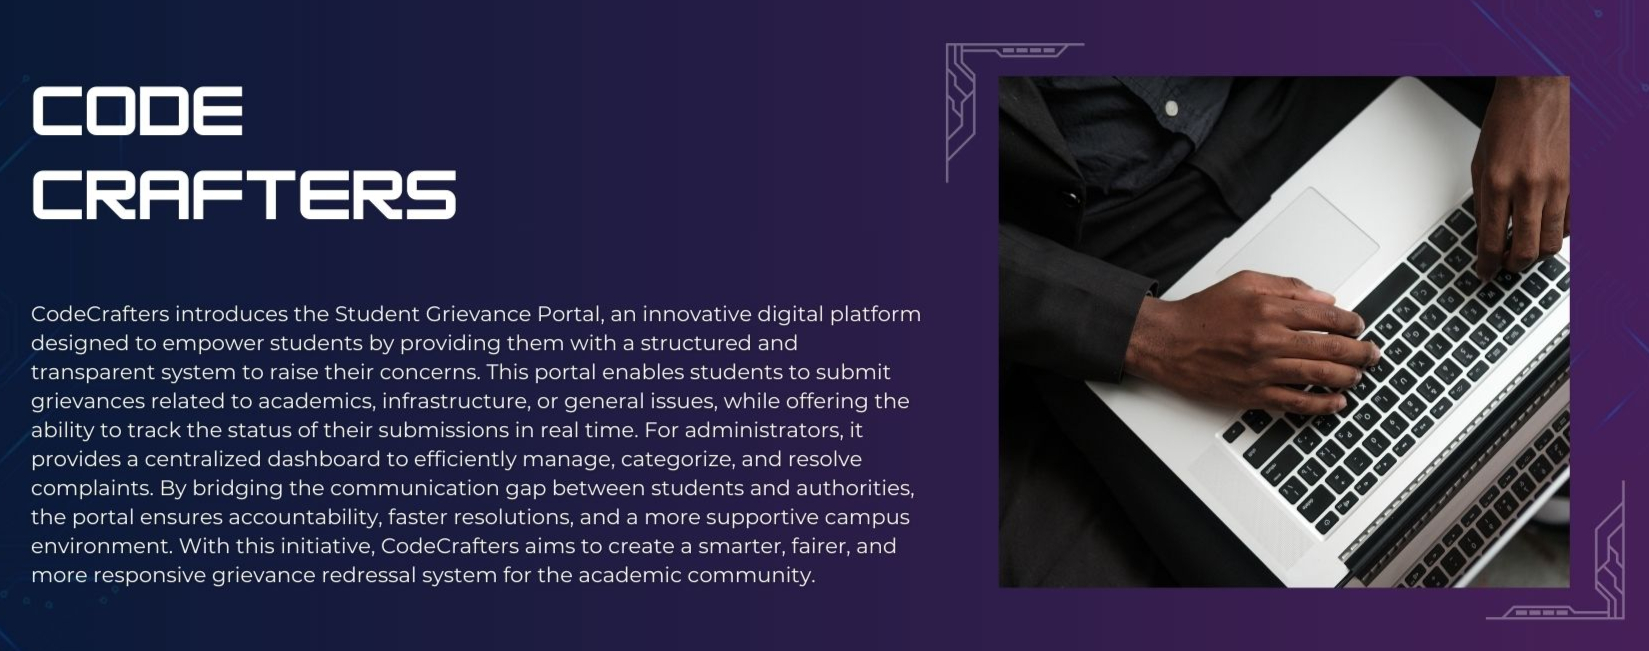 CODE
CRAFTERS
CodeCrafters introduces the Student Grievance Portal, an innovative digital platform
designed to empower students by providing them with a structured and
transparent system to raise their concerns. This portal enables students to submit
grievances related to academics, infrastructure, or general issues, while offering the
ability to track the status of their submissions in real time. For administrators, it
provides a centralized dashboard to efficiently manage, categorize, and resolve
complaints. By bridging the communication gap between students and authorities,
the portal ensures accountability, faster resolutions, and a more supportive campus
environment. With this initiative, CodeCrafters aims to create a smarter, fairer, and
more responsive grievance redressal system for the academic community.